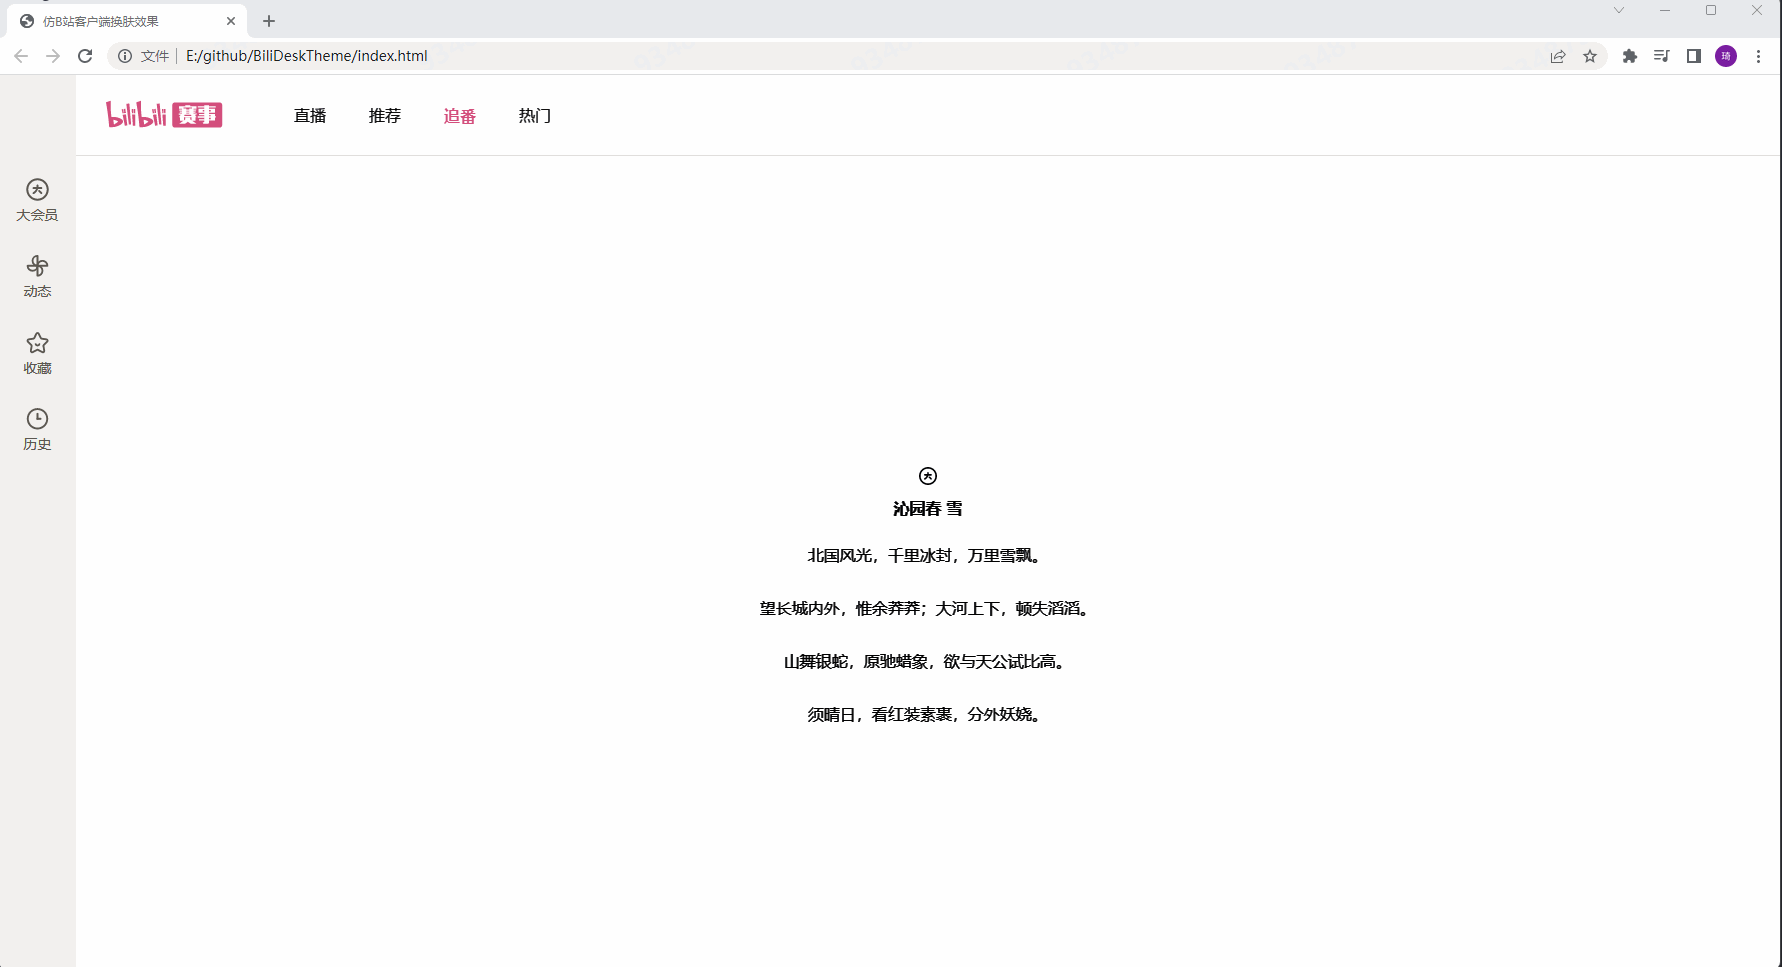 仿B站客户端换肤效果
文件 E:/github/BiliDeskTheme/index.html
琦
bilibili 赛事
直播 推荐 追番 热门
大会员
动态
收藏
历史
沁园春 雪
北国风光，千里冰封，万里雪飘。
望长城内外，惟余莽莽；大河上下，顿失滔滔。
山舞银蛇，原驰蜡象，欲与天公试比高。
须晴日，看红装素裹，分外妖娆。